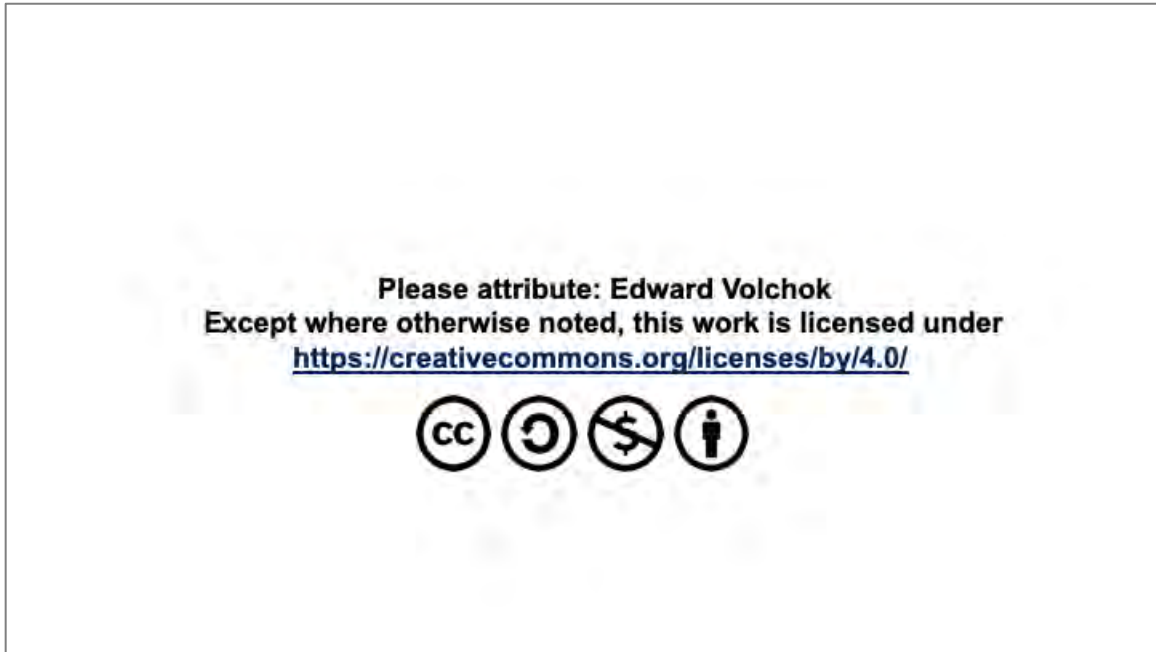 Please attribute: Edward Volchok
Except where otherwise noted, this work is licensed under
https://creativecommons.org/licenses/by/4.0/
cc $